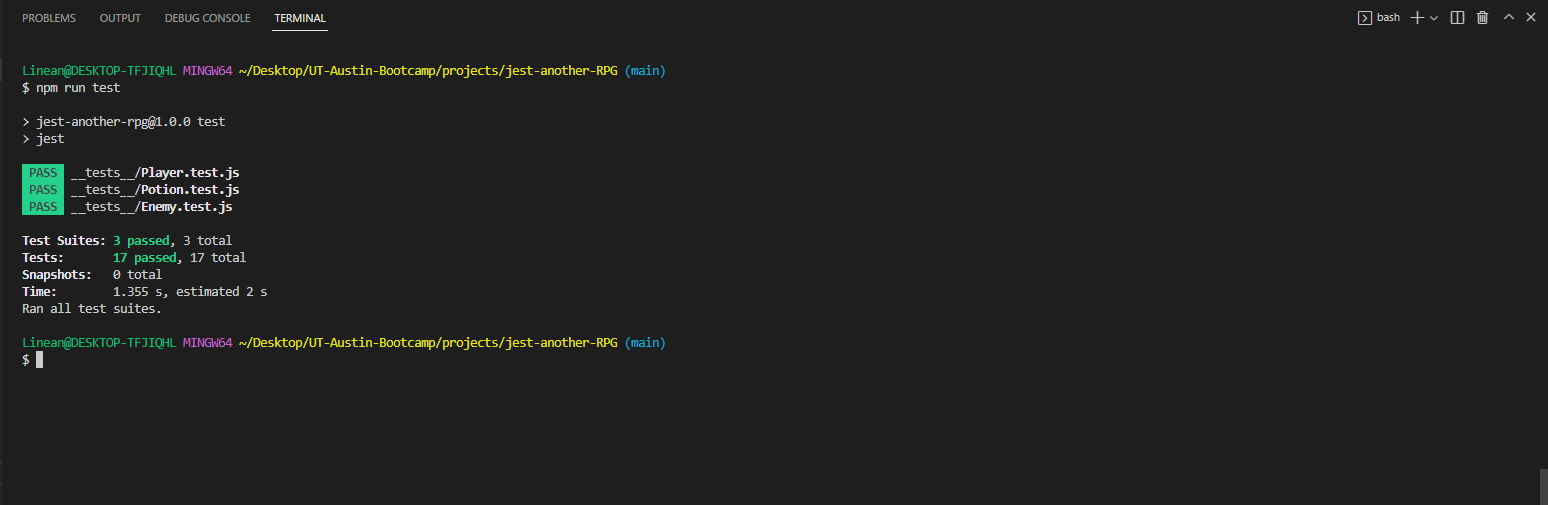 PROBLEMS OUTPUT DEBUG CONSOLE TERMINAL bash
Linean@DESKTOP-TFJIQHL MINGW64 ~/Desktop/UT-Austin-Bootcamp/projects/jest-another-RPG (main)
$ npm run test
> jest-another-rpg@1.0.0 test
> jest
PASS __tests__/Player.test.js
PASS __tests__/Potion.test.js
PASS __tests__/Enemy.test.js
Test Suites: 3 passed, 3 total
Tests: 17 passed, 17 total
Snapshots: 0 total
Time: 1.355 s, estimated 2 s
Ran all test suites.
Linean@DESKTOP-TFJIQHL MINGW64 ~/Desktop/UT-Austin-Bootcamp/projects/jest-another-RPG (main)
$